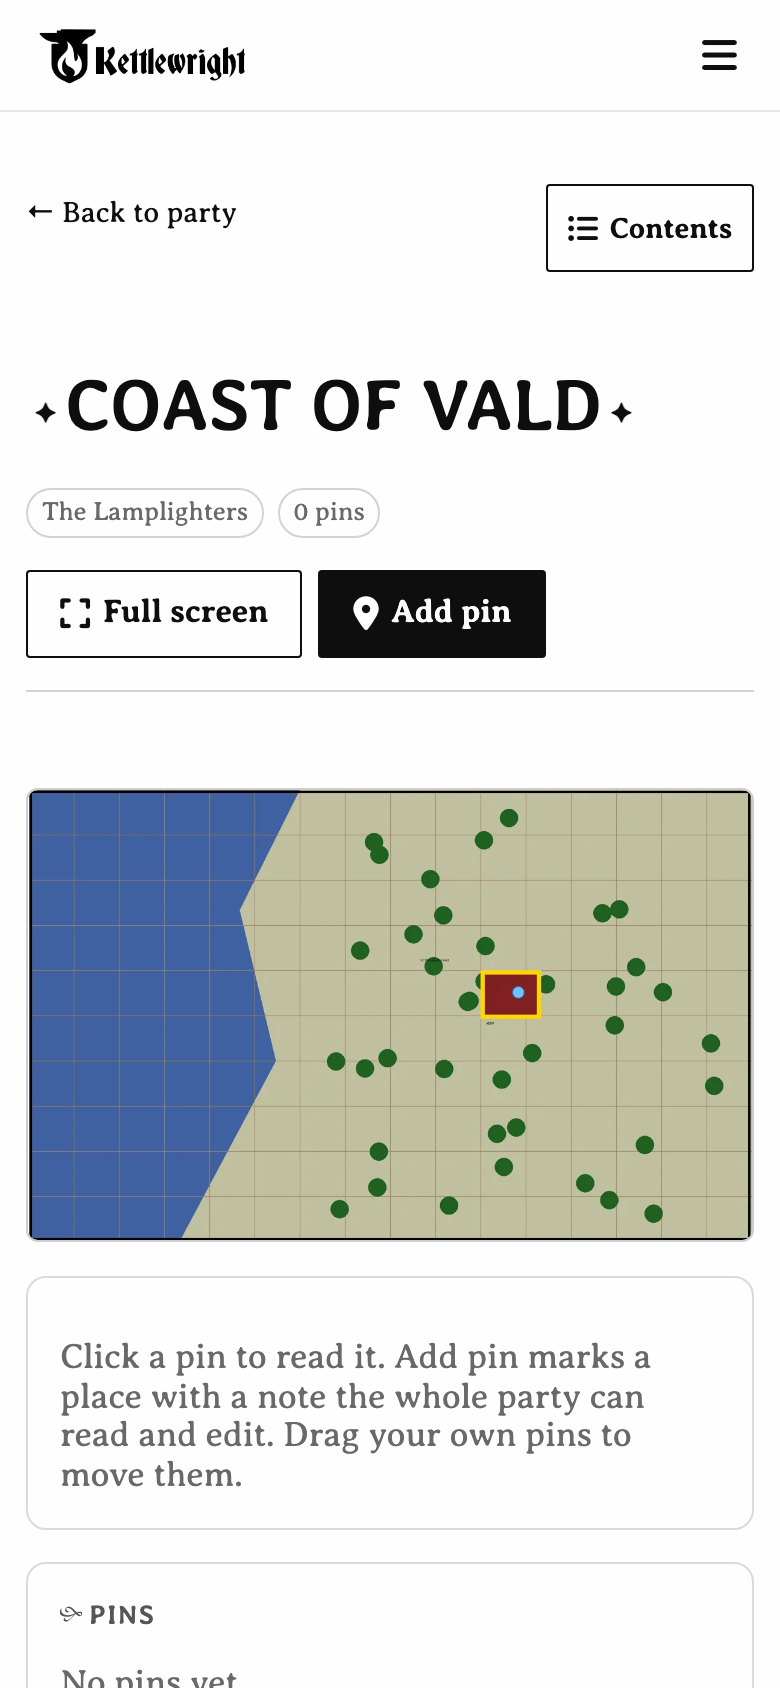 Kettlewright
← Back to party
Contents
COAST OF VALD
The Lamplighters
0 pins
Full screen
Add pin
Click a pin to read it. Add pin marks a
place with a note the whole party can
read and edit. Drag your own pins to
move them.
PINS
No pins yet